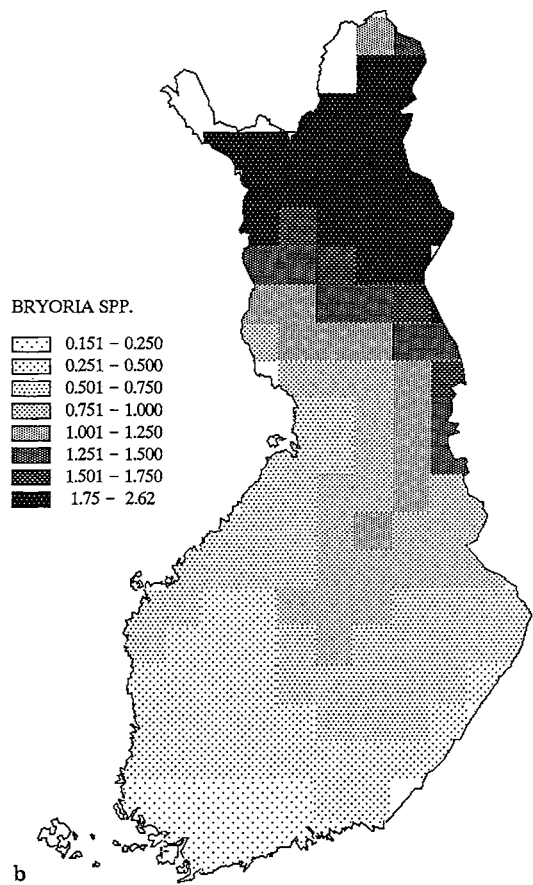 BRYORIA SPP.
0.151 – 0.250
0.251 – 0.500
0.501 – 0.750
0.751 – 1.000
1.001 – 1.250
1.251 – 1.500
1.501 – 1.750
1.75 – 2.62
b